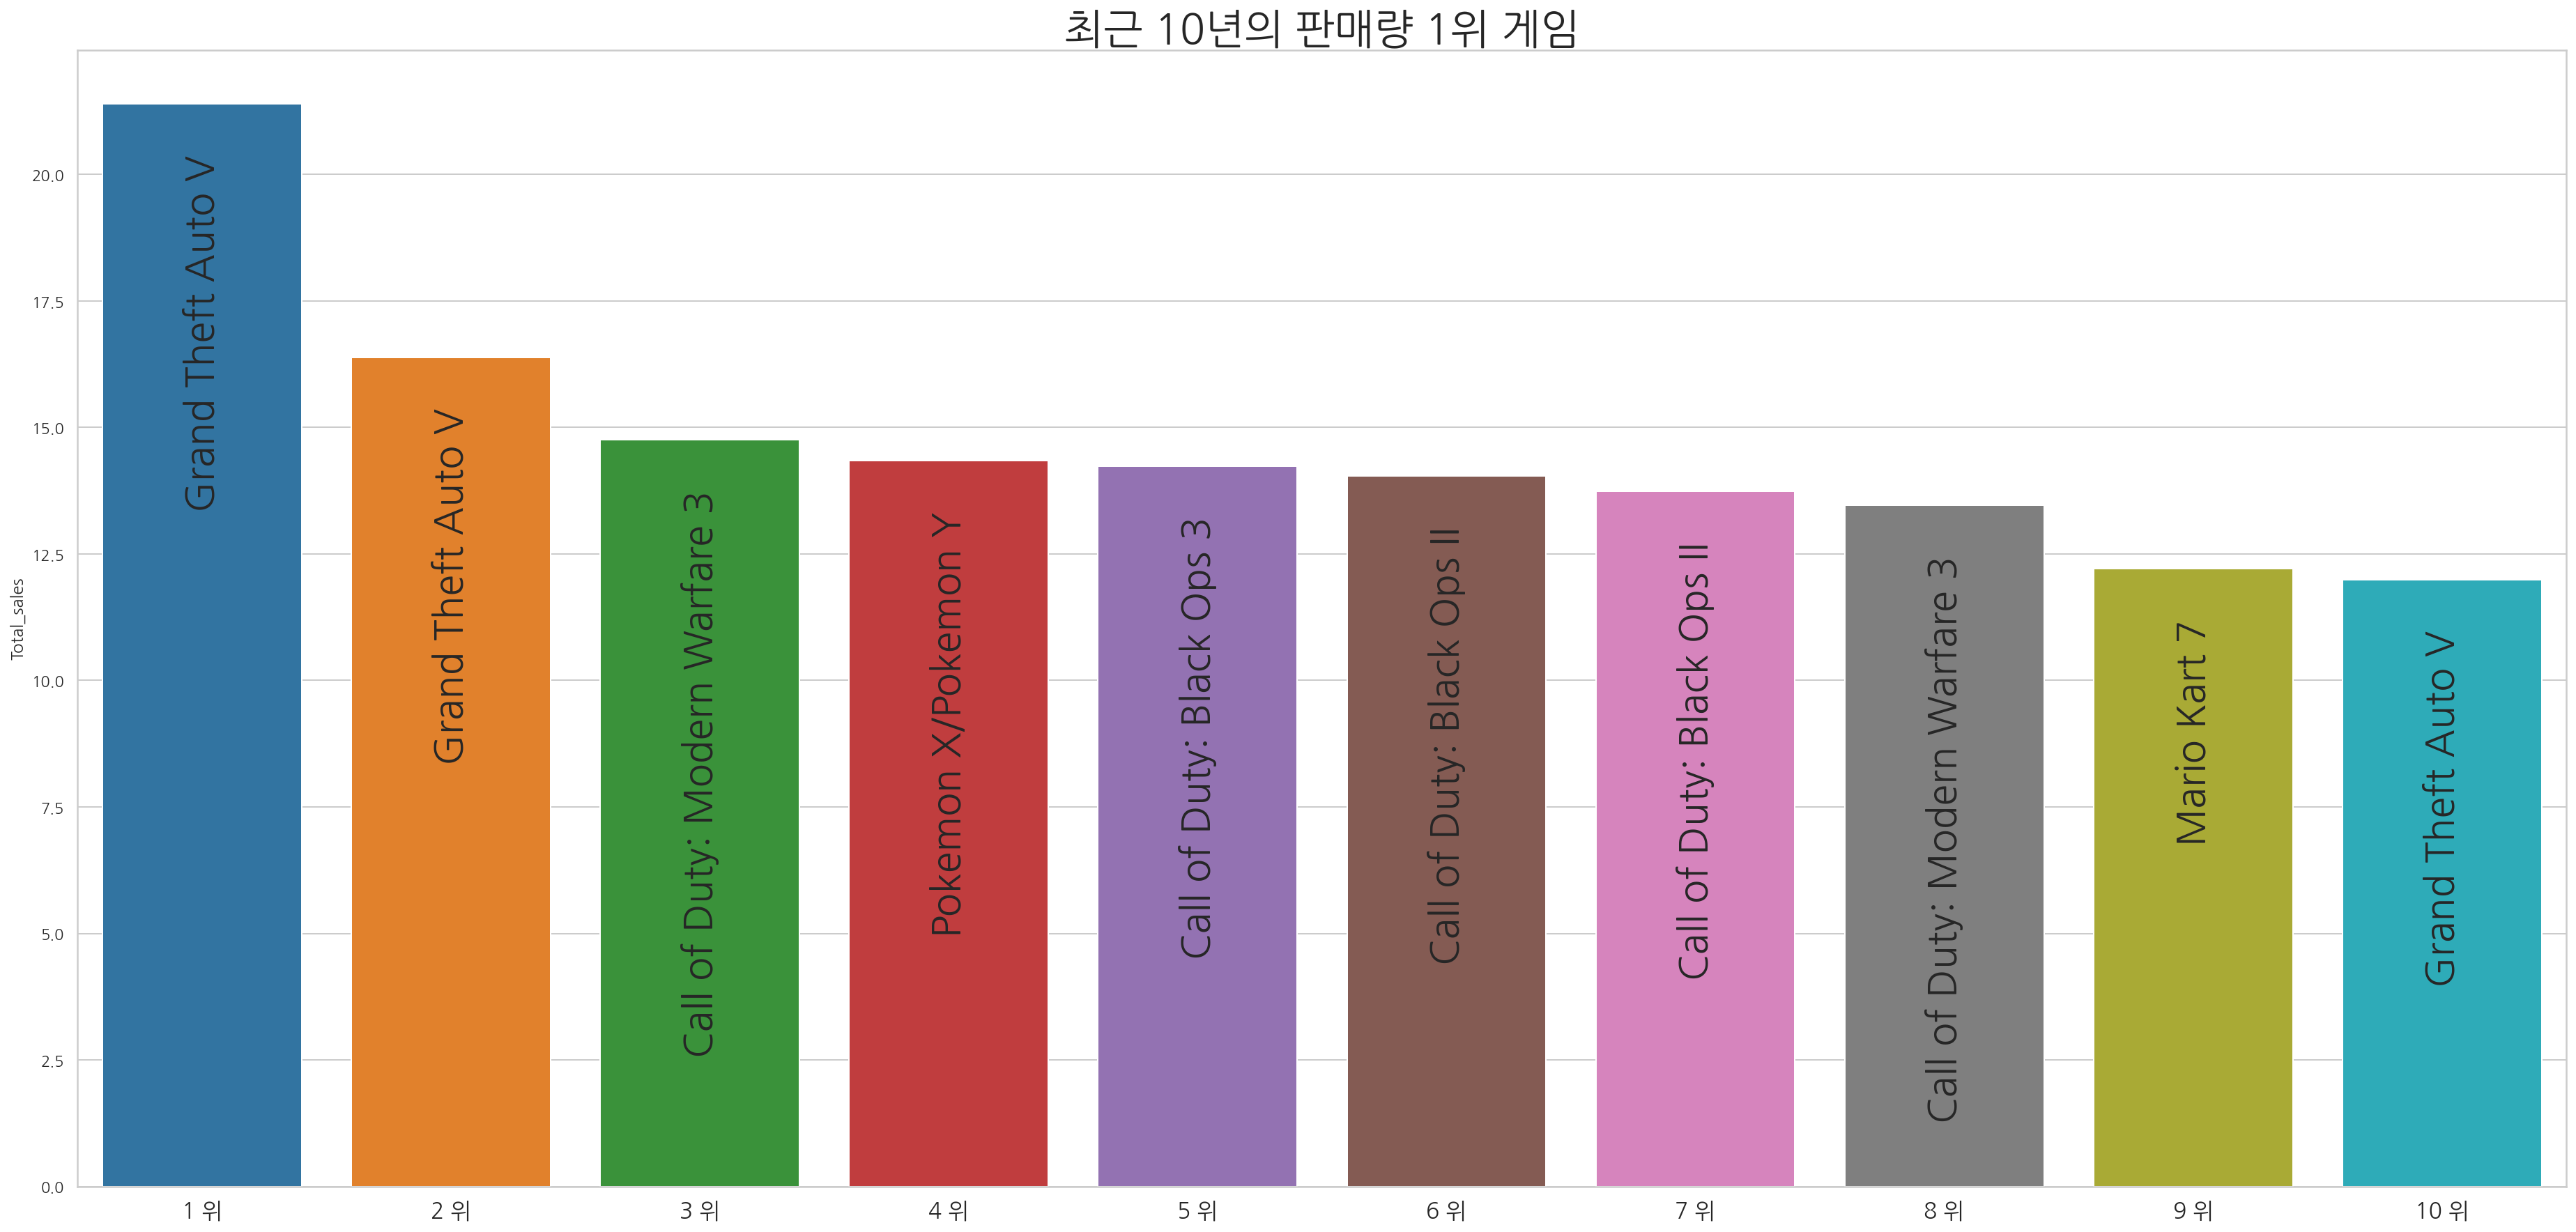 최근 10년의 판매량 1위 게임
Total_sales
20.0
17.5
15.0
12.5
10.0
7.5
5.0
2.5
0.0
Grand Theft Auto V
Grand Theft Auto V
Call of Duty: Modern Warfare 3
Pokemon X/Pokemon Y
Call of Duty: Black Ops 3
Call of Duty: Black Ops II
Call of Duty: Black Ops II
Call of Duty: Modern Warfare 3
Mario Kart 7
Grand Theft Auto V
1 위
2 위
3 위
4 위
5 위
6 위
7 위
8 위
9 위
10 위